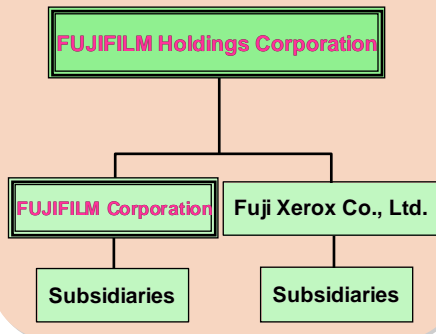 FUJIFILM Holdings Corporation
FUJIFILM Corporation
Fuji Xerox Co., Ltd.
Subsidiaries
Subsidiaries